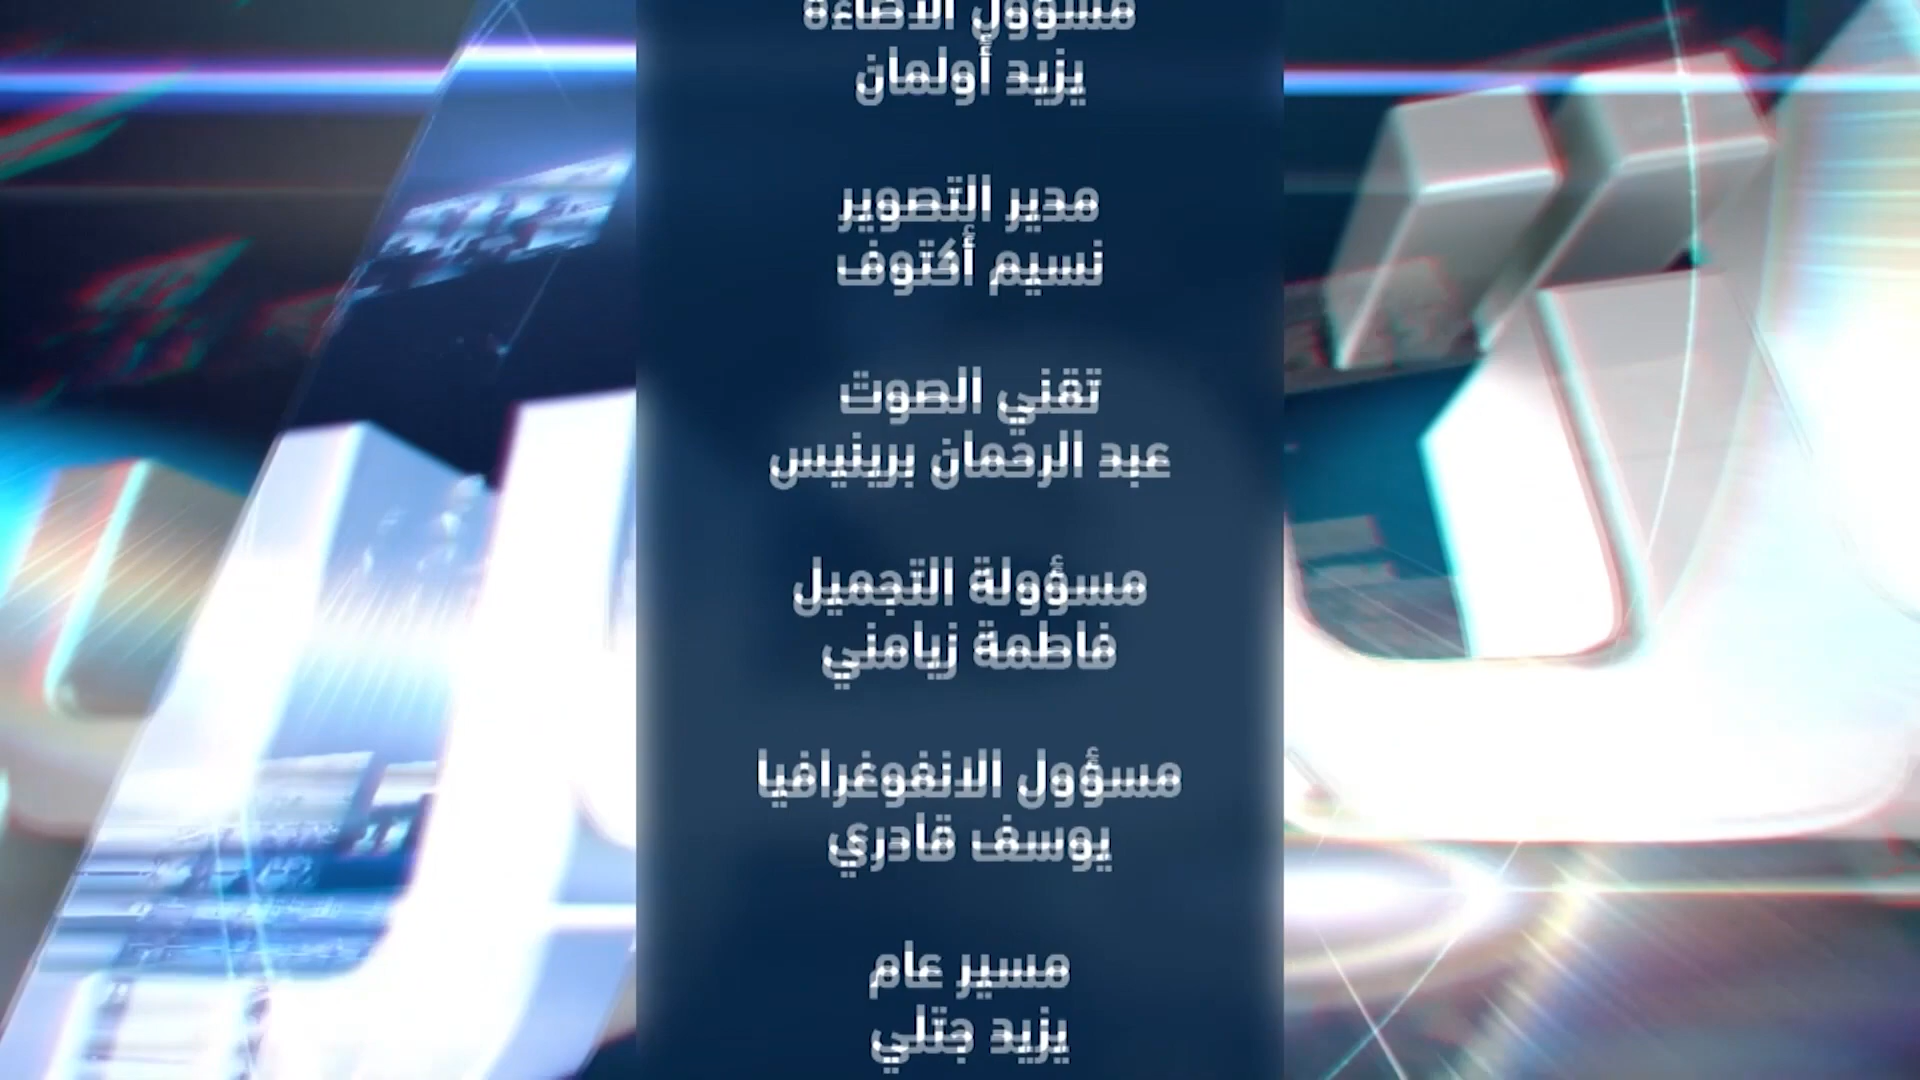 مسؤول الاضاءة
يزيد أولمان
مدير التصوير
نسيم أكتوف
تقني الصوت
عبد الرحمان برينيس
مسؤولة التجميل
فاطمة زيامني
مسؤول الانفوغرافيا
يوسف قادري
مسير عام
يزيد جتلي